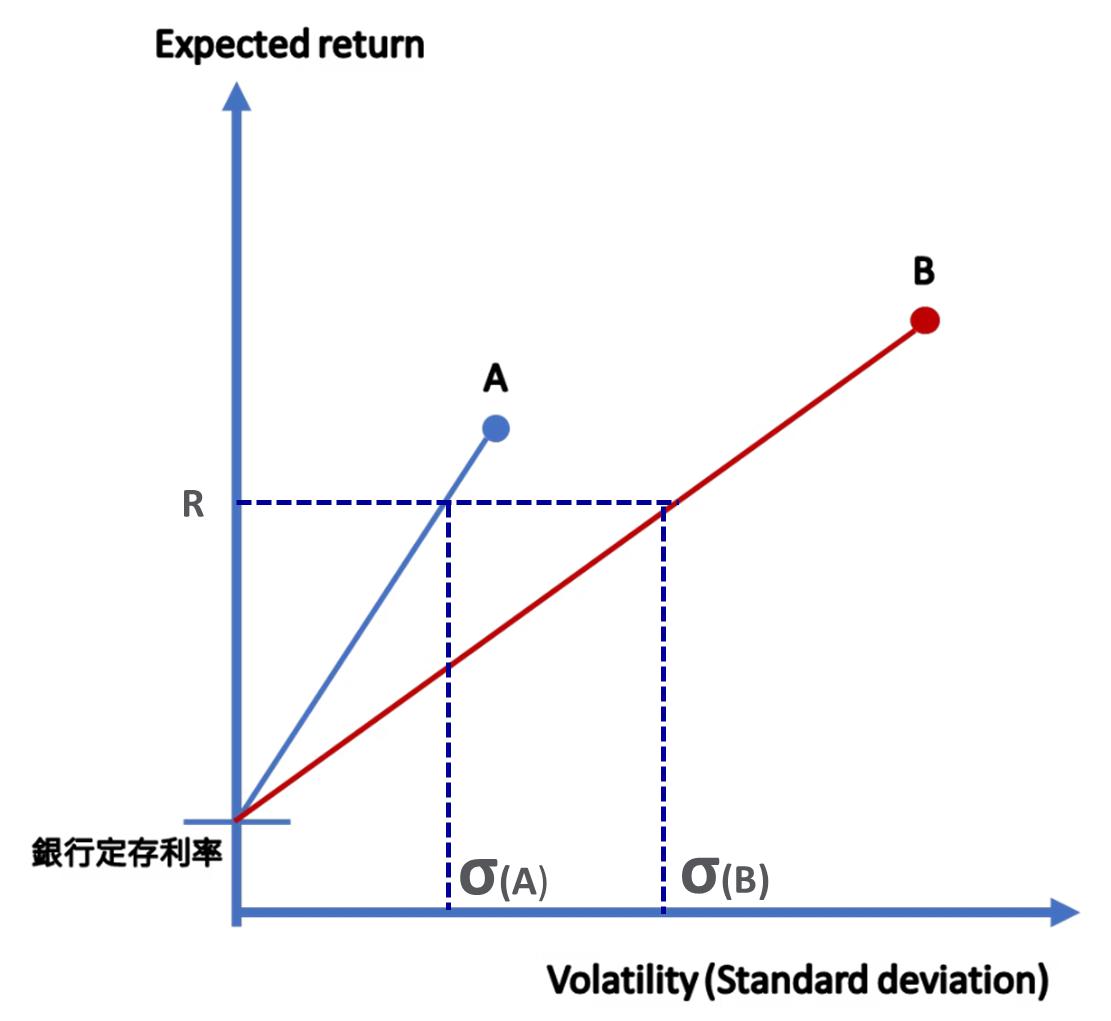 Expected return
B
A
R
銀行定存利率
σ(A)
σ(B)
Volatility (Standard deviation)